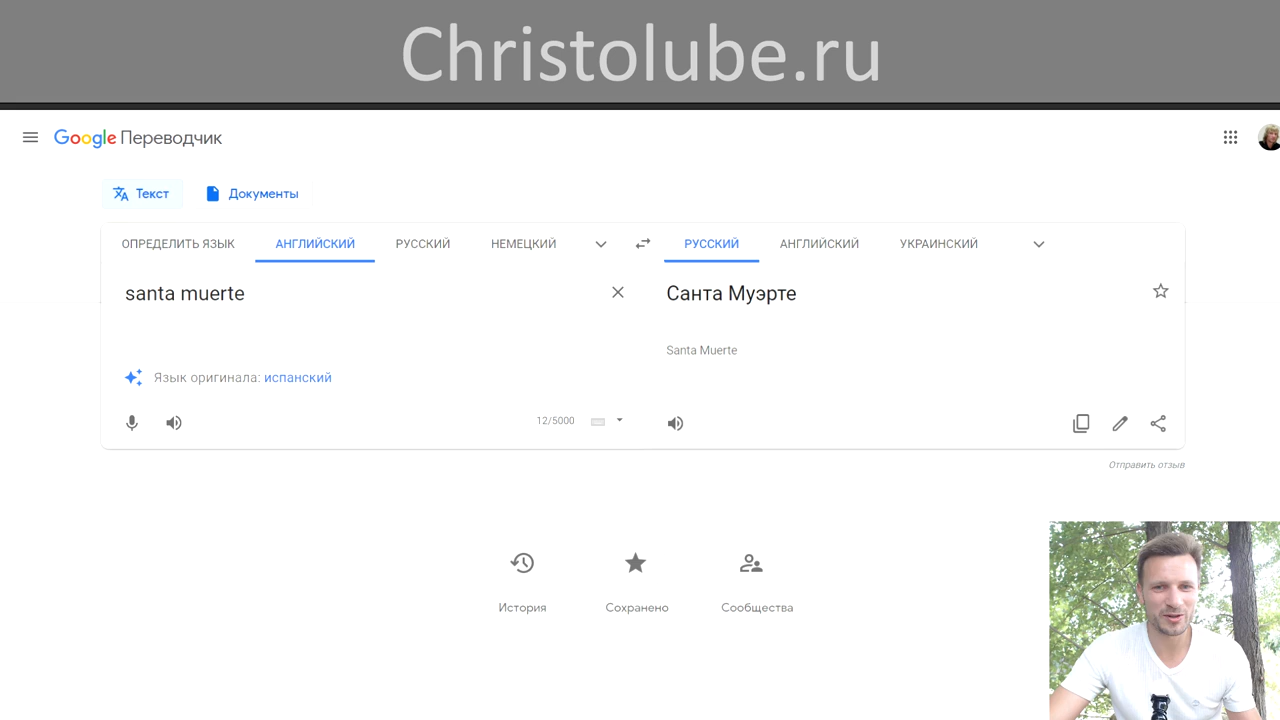 Christolube.ru
Google Переводчик
Текст
Документы
ОПРЕДЕЛИТЬ ЯЗЫК
АНГЛИЙСКИЙ
РУССКИЙ
НЕМЕЦКИЙ
РУССКИЙ
АНГЛИЙСКИЙ
УКРАИНСКИЙ
santa muerte
Санта Муэрте
Santa Muerte
Язык оригинала: испанский
12/5000
Отправить отзыв
История
Сохранено
Сообщества